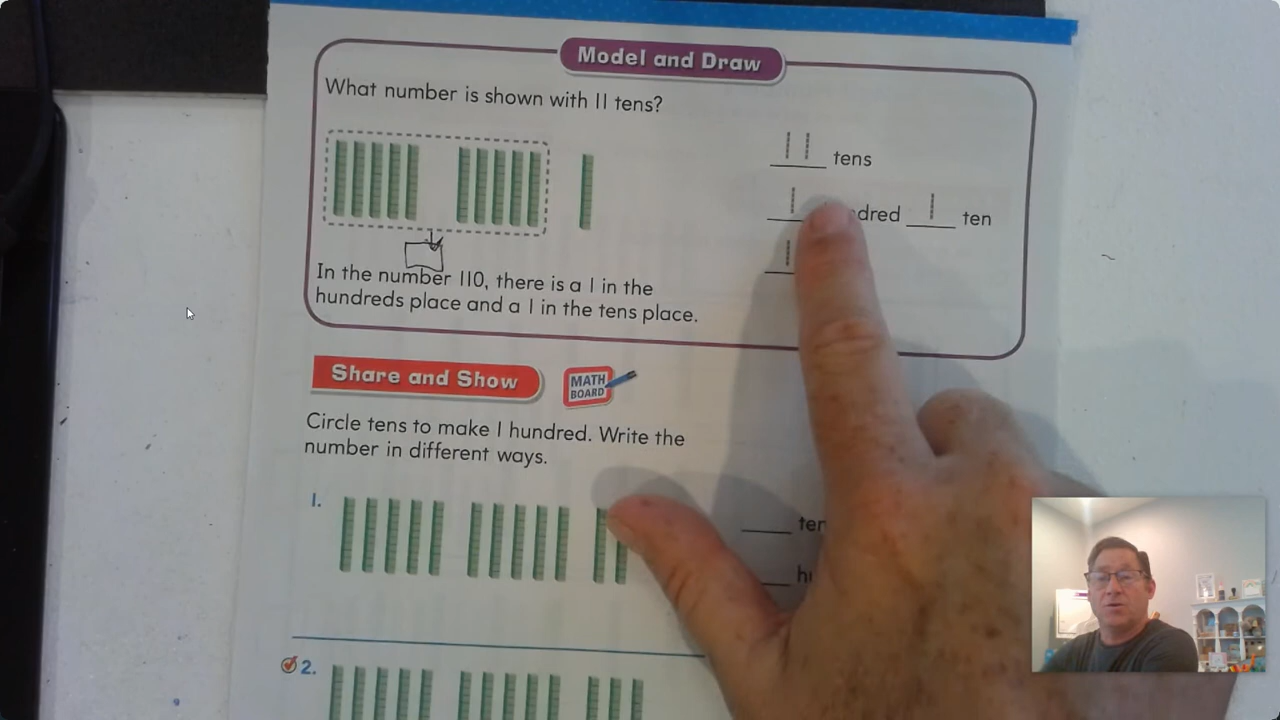 Model and Draw
What number is shown with 11 tens?
11 tens
1 dred 1 ten
In the number 110, there is a 1 in the
hundreds place and a 1 in the tens place.
Share and Show
MATH
BOARD
Circle tens to make 1 hundred. Write the
number in different ways.
1.
2.